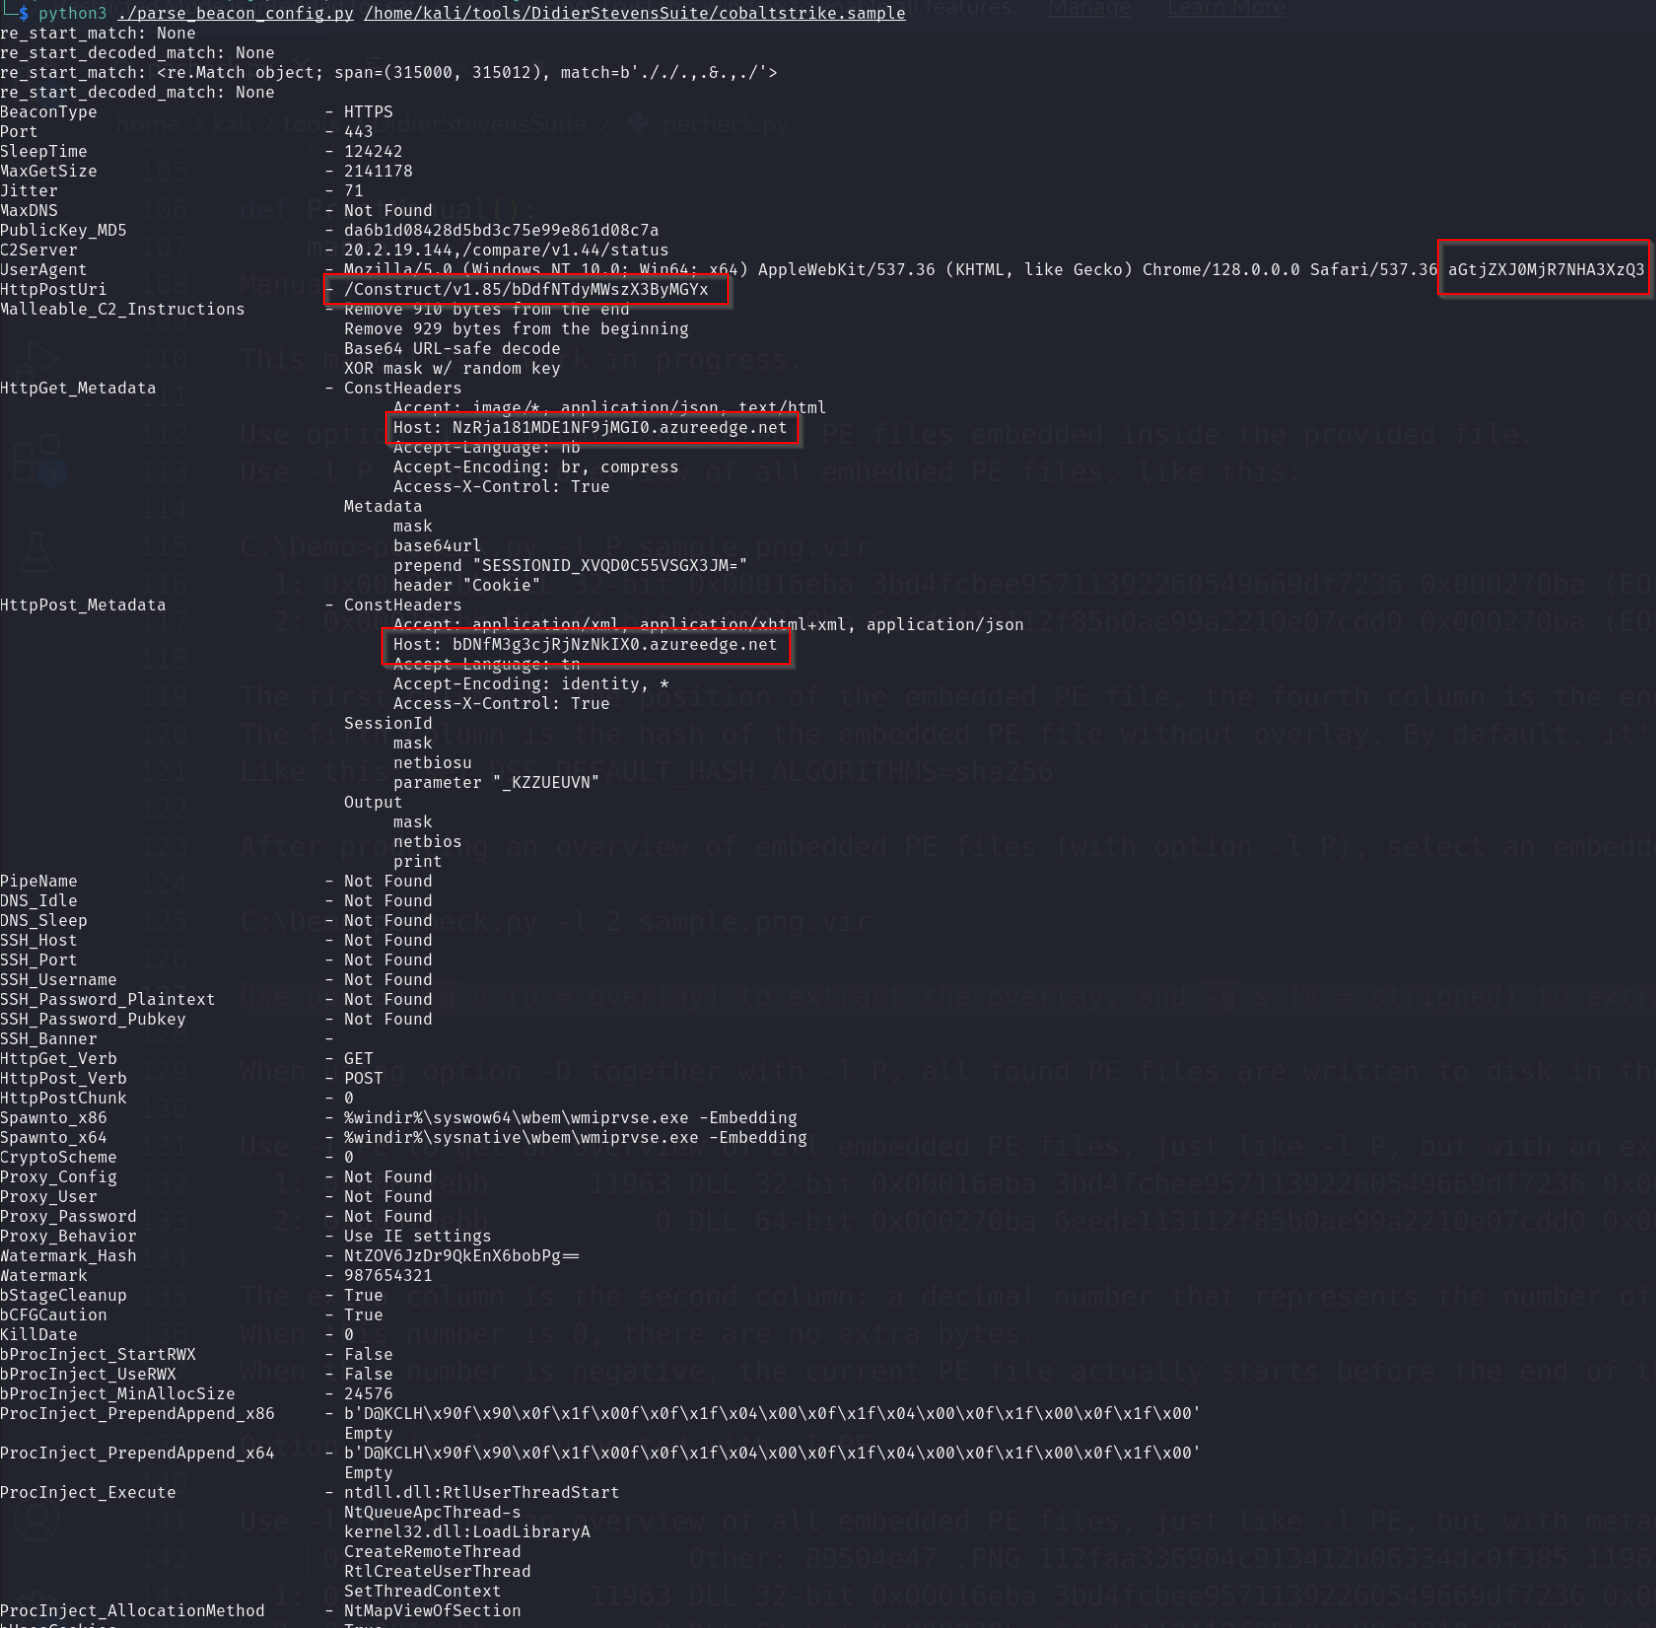 └─$ python3 ./parse_beacon_config.py /home/kali/tools/DidierStevensSuite/cobaltstrike.sample
re_start_match: None
re_start_decoded_match: None
re_start_match: <re.Match object; span=(315000, 315012), match=b'././.,.&.,./'>
re_start_decoded_match: None
BeaconType - HTTPS
Port - 443
SleepTime - 124242
MaxGetSize - 2141178
Jitter - 71
MaxDNS - Not Found
PublicKey_MD5 - da6b1d08428d5bd3c75e99e861d08c7a
C2Server - 20.2.19.144,/compare/v1.44/status
UserAgent - Mozilla/5.0 (Windows NT 10.0; Win64; x64) AppleWebKit/537.36 (KHTML, like Gecko) Chrome/128.0.0.0 Safari/537.36 aGtjZXJ0MjR7NHA3XzQ3
HttpPostUri - /Construct/v1.85/bDdfNTdyMWszX3ByMGYx
Malleable_C2_Instructions - Remove 910 bytes from the end
Remove 929 bytes from the beginning
Base64 URL-safe decode
XOR mask w/ random key
HttpGet_Metadata - ConstHeaders
Accept: image/*, application/json, text/html
Host: NzRja181MDE1NF9jMGI0.azureedge.net
Accept-Language: nb
Accept-Encoding: br, compress
Access-X-Control: True
Metadata
mask
base64url
prepend "SESSIONID_XVQD0C55VSGX3JM="
header "Cookie"
HttpPost_Metadata - ConstHeaders
Accept: application/xml, application/xhtml+xml, application/json
Host: bDNfM3g3cjRjNzNkIX0.azureedge.net
Accept-Language: tn
Accept-Encoding: identity, *
Access-X-Control: True
SessionId
mask
netbiosu
parameter "_KZZUEUVN"
Output
mask
netbios
print
PipeName - Not Found
DNS_Idle - Not Found
DNS_Sleep - Not Found
SSH_Host - Not Found
SSH_Port - Not Found
SSH_Username - Not Found
SSH_Password_Plaintext - Not Found
SSH_Password_Pubkey - Not Found
SSH_Banner -
HttpGet_Verb - GET
HttpPost_Verb - POST
HttpPostChunk - 0
Spawnto_x86 - %windir%\syswow64\wbem\wmiprvse.exe -Embedding
Spawnto_x64 - %windir%\sysnative\wbem\wmiprvse.exe -Embedding
CryptoScheme - 0
Proxy_Config - Not Found
Proxy_User - Not Found
Proxy_Password - Not Found
Proxy_Behavior - Use IE settings
Watermark_Hash - NtZOV6JzDr9QkEnX6bobPg==
Watermark - 987654321
bStageCleanup - True
bCFGCaution - True
KillDate - 0
bProcInject_StartRWX - False
bProcInject_UseRWX - False
bProcInject_MinAllocSize - 24576
ProcInject_PrependAppend_x86 - b'D@KCLH\x90f\x90\x0f\x1f\x00f\x0f\x1f\x04\x00\x0f\x1f\x04\x00\x0f\x1f\x00\x0f\x1f\x00'
Empty
ProcInject_PrependAppend_x64 - b'D@KCLH\x90f\x90\x0f\x1f\x00f\x0f\x1f\x04\x00\x0f\x1f\x04\x00\x0f\x1f\x00\x0f\x1f\x00'
Empty
ProcInject_Execute - ntdll.dll:RtlUserThreadStart
NtQueueApcThread-s
kernel32.dll:LoadLibraryA
CreateRemoteThread
RtlCreateUserThread
SetThreadContext
ProcInject_AllocationMethod - NtMapViewOfSection